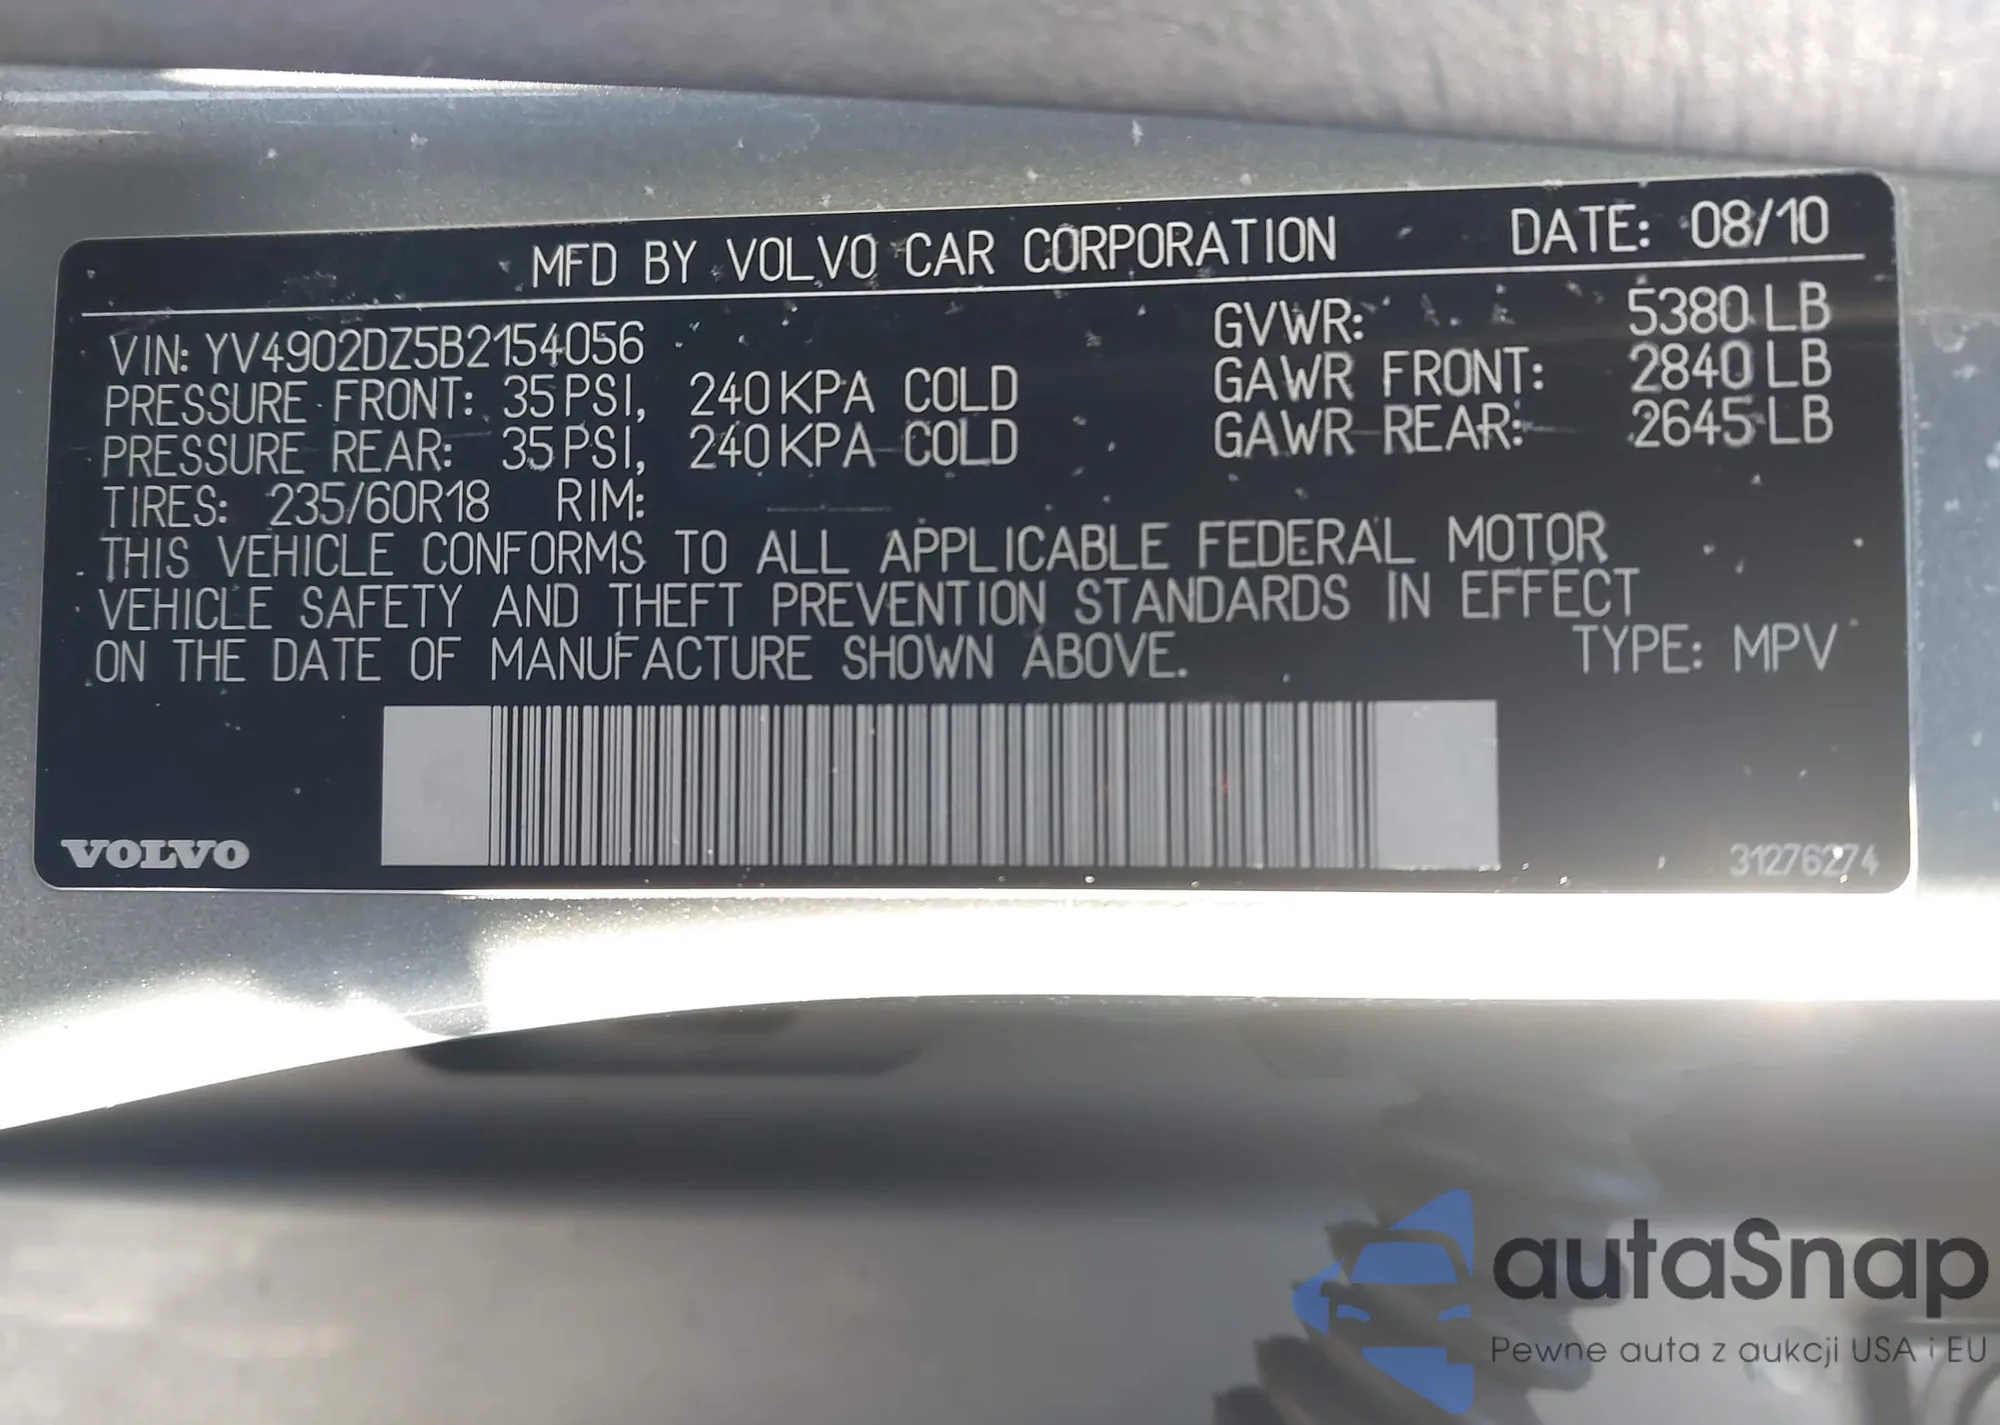 MFD BY VOLVO CAR CORPORATION DATE: 08/10
VIN: YV4902DZ5B2154056 GVWR: 5380 LB
PRESSURE FRONT: 35 PSI, 240 KPA COLD GAWR FRONT: 2840 LB
PRESSURE REAR: 35 PSI, 240 KPA COLD GAWR REAR: 2645 LB
TIRES: 235/60R18 RIM:
THIS VEHICLE CONFORMS TO ALL APPLICABLE FEDERAL MOTOR
VEHICLE SAFETY AND THEFT PREVENTION STANDARDS IN EFFECT
ON THE DATE OF MANUFACTURE SHOWN ABOVE. TYPE: MPV
VOLVO 31276274
autaSnap
Pewne auta z aukcji USA i EU